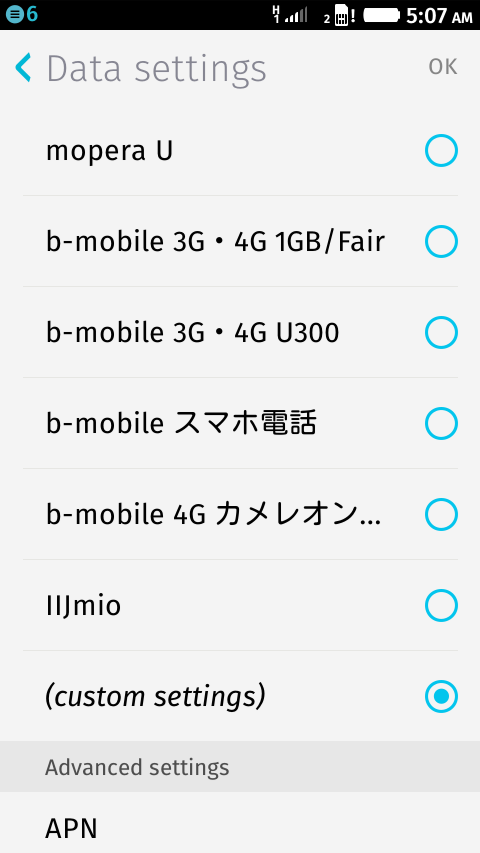 6 H 1 2 ! 5:07 AM
Data settings OK
mopera U
b-mobile 3G・4G 1GB/Fair
b-mobile 3G・4G U300
b-mobile スマホ電話
b-mobile 4G カメレオン...
IIJmio
(custom settings)
Advanced settings
APN